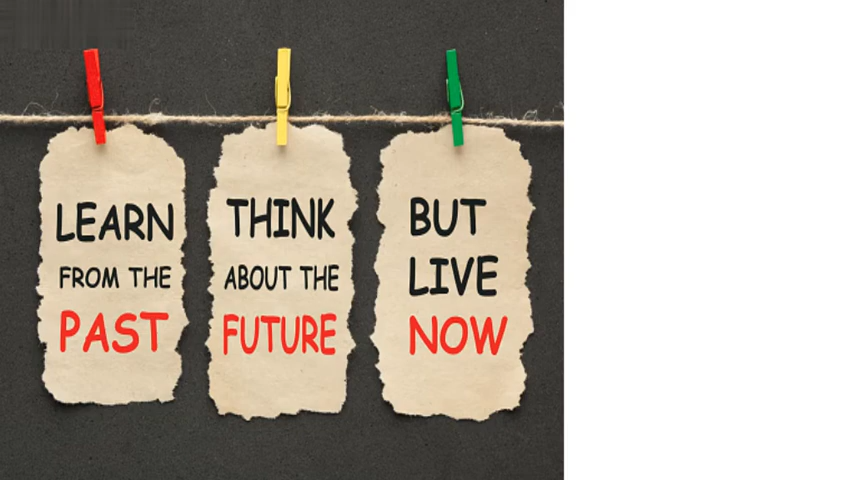 LEARN
FROM THE
PAST
THINK
ABOUT THE
FUTURE
BUT
LIVE
NOW